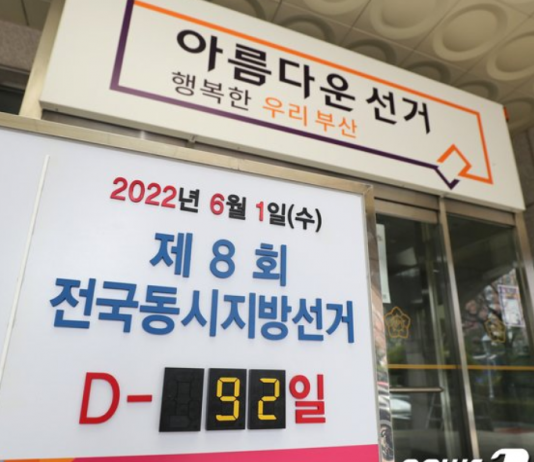 아름다운 선거
행복한 우리 부산
2022년 6월 1일(수)
제 8 회
전국동시지방선거
D- 92일